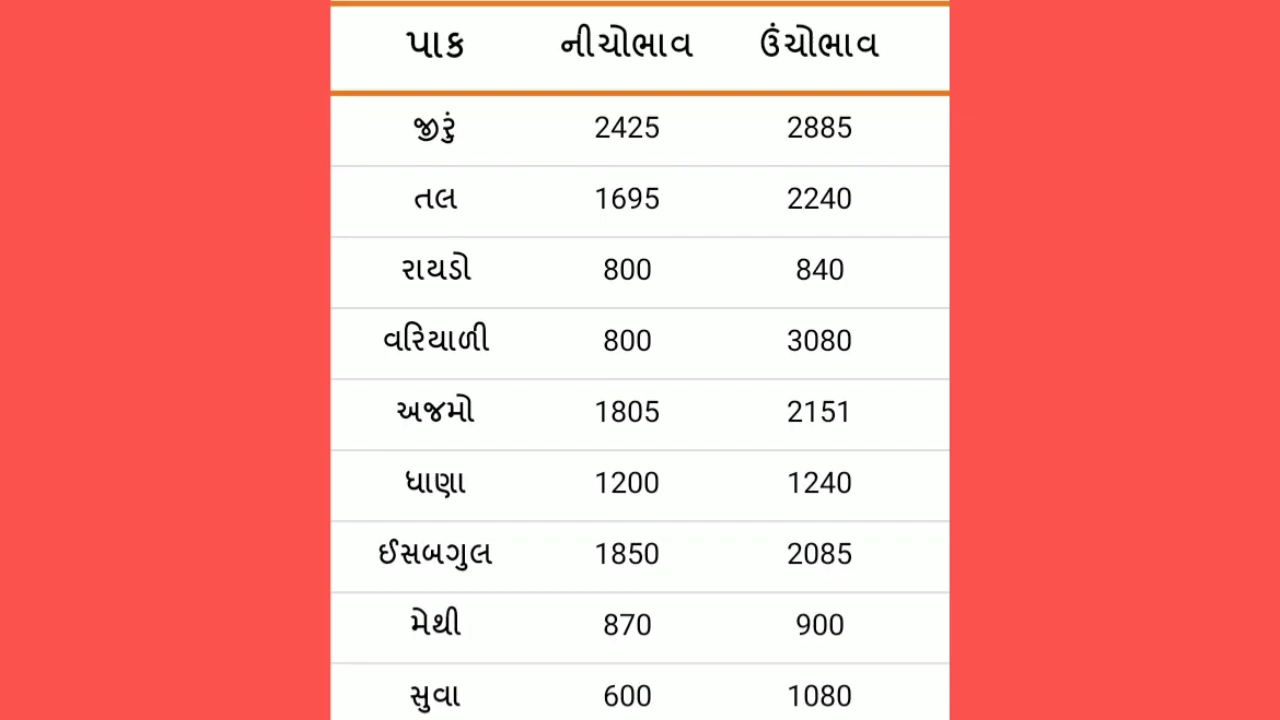 પાક નીચોભાવ ઉંચોભાવ
જીરું 2425 2885
તલ 1695 2240
રાયડો 800 840
વરિયાળી 800 3080
અજમો 1805 2151
ધાણા 1200 1240
ઈસબગુલ 1850 2085
મેથી 870 900
સુવા 600 1080